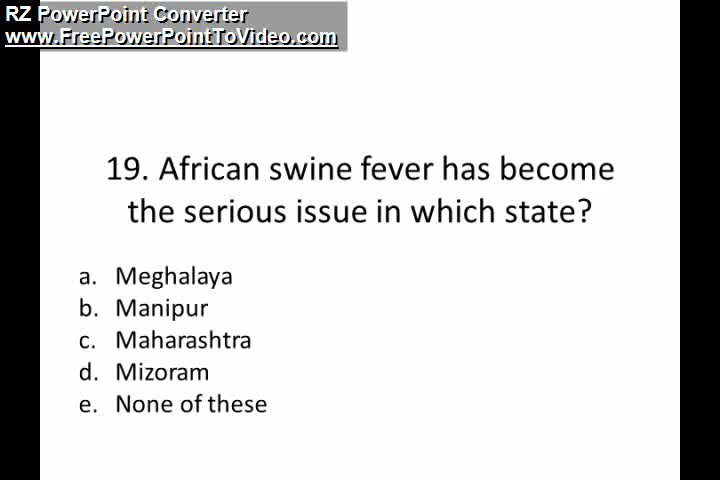 RZ PowerPoint Converter
www.FreePowerPointToVideo.com
19. African swine fever has become
the serious issue in which state?
a. Meghalaya
b. Manipur
c. Maharashtra
d. Mizoram
e. None of these